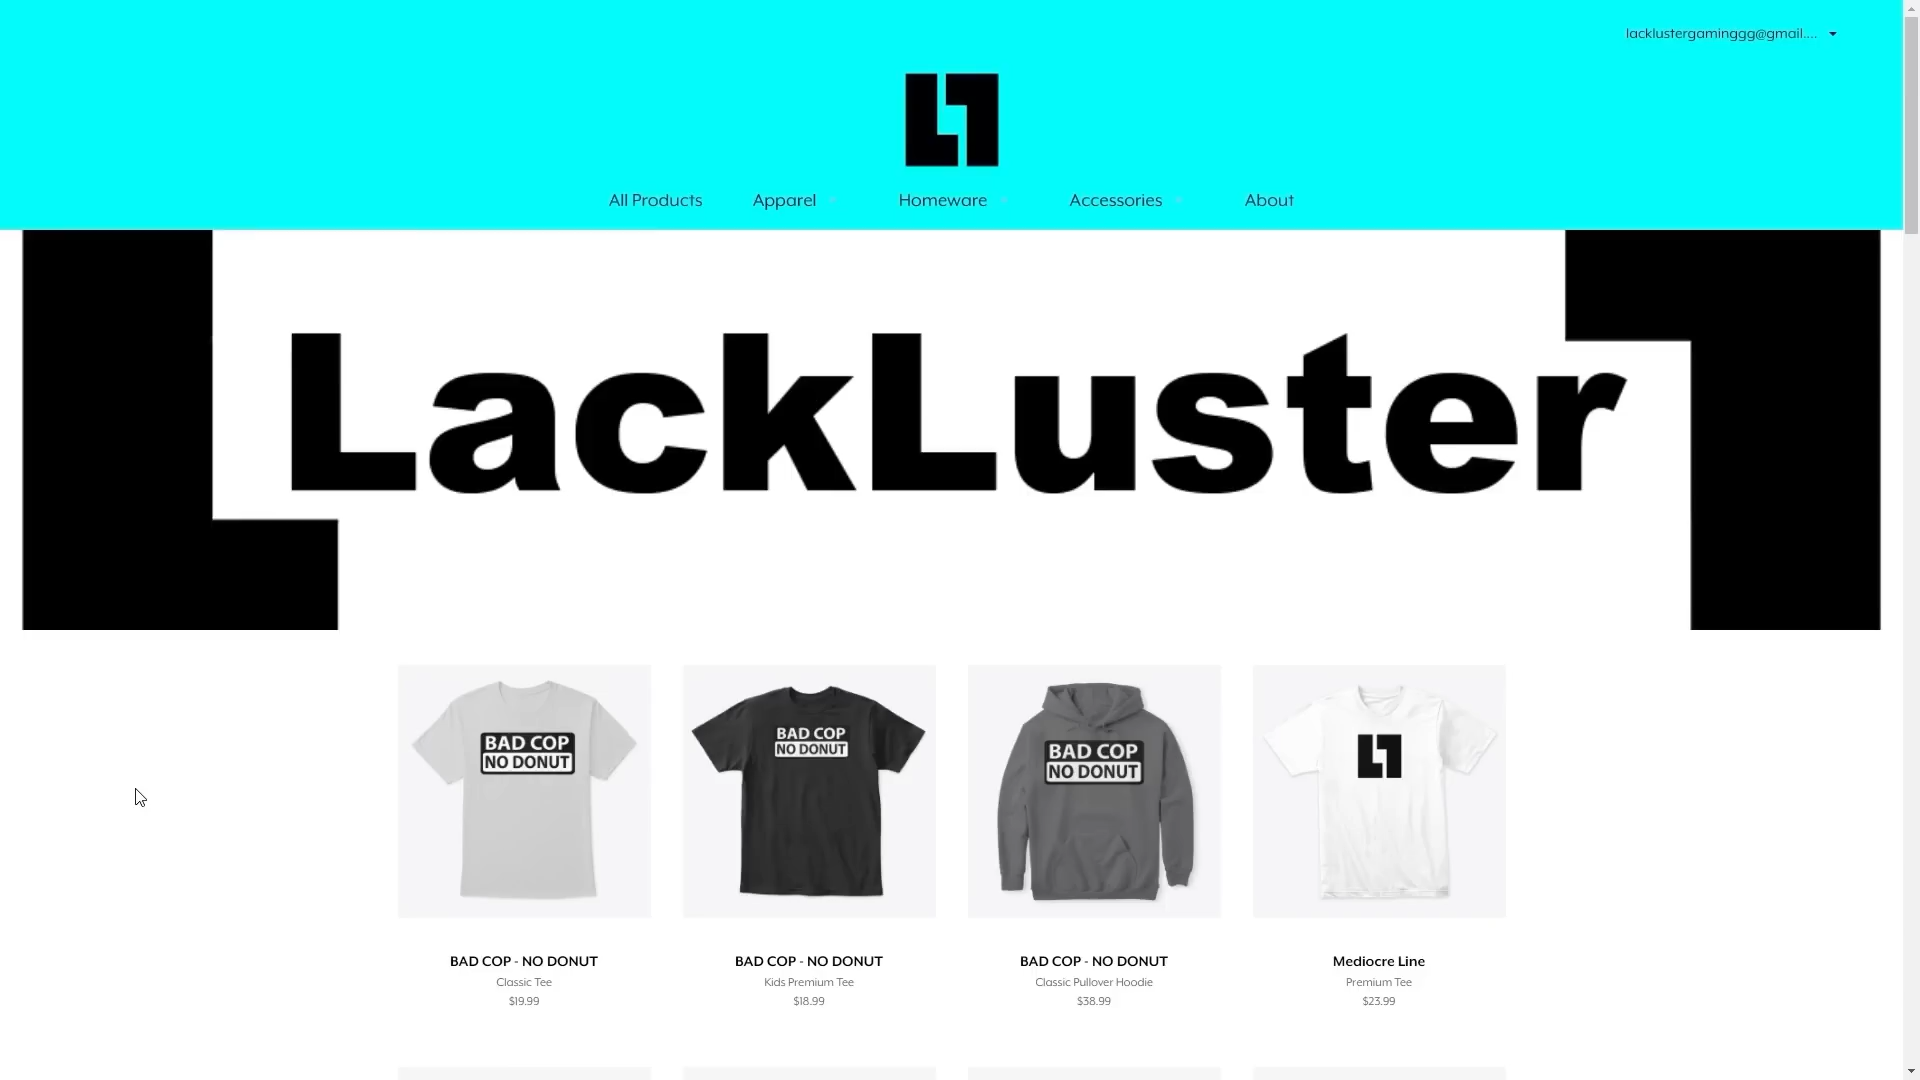 lacklustergaminggg@gmail....
All Products Apparel Homeware Accessories About
LackLuster
BAD COP
NO DONUT
BAD COP
NO DONUT
BAD COP
NO DONUT
BAD COP - NO DONUT
Classic Tee
$19.99
BAD COP - NO DONUT
Kids Premium Tee
$18.99
BAD COP - NO DONUT
Classic Pullover Hoodie
$38.99
Mediocre Line
Premium Tee
$23.99